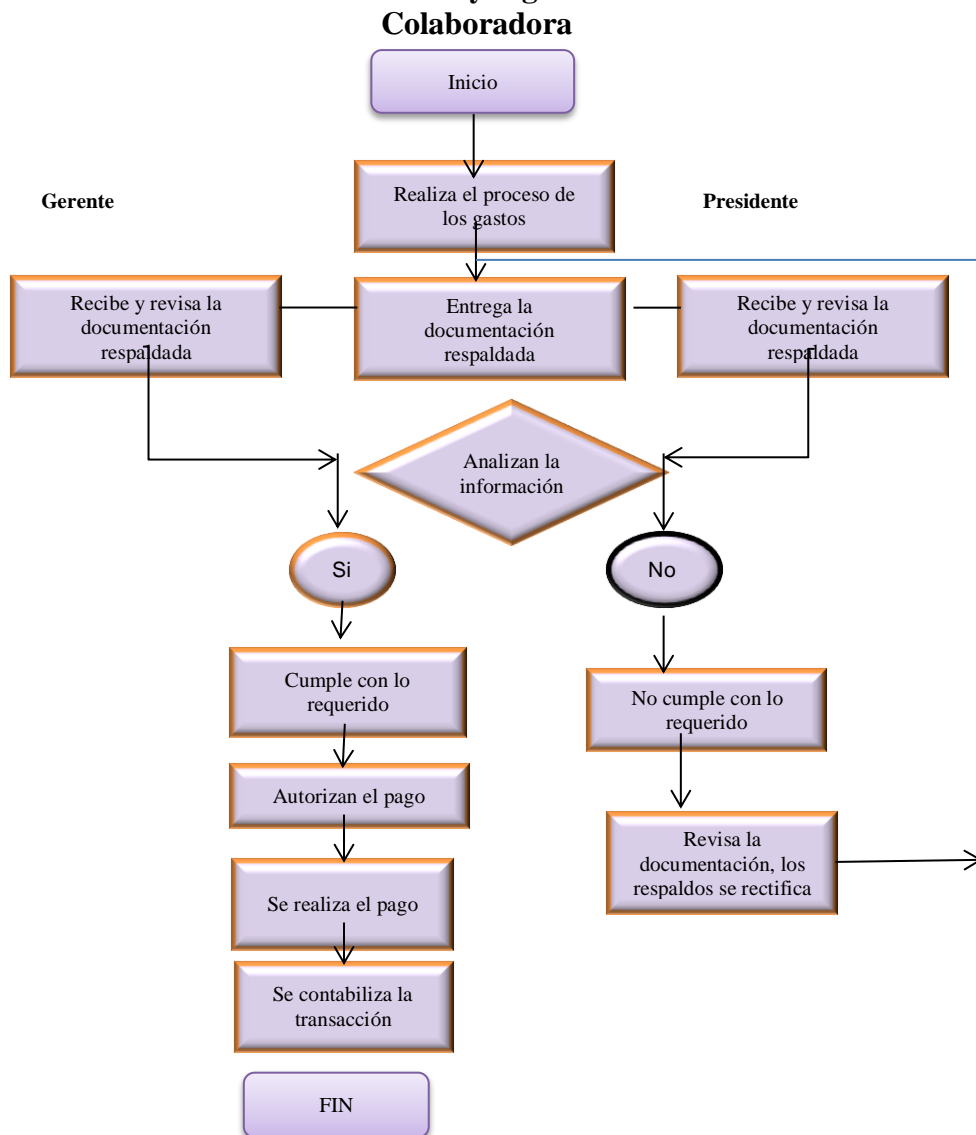 Colaboradora
Inicio
Gerente
Realiza el proceso de
los gastos
Presidente
Recibe y revisa la
documentación
respaldada
Entrega la
documentación
respaldada
Recibe y revisa la
documentación
respaldada
Analizan la
información
Si
No
Cumple con lo
requerido
No cumple con lo
requerido
Autorizan el pago
Revisa la
documentación, los
respaldos se rectifica
Se realiza el pago
Se contabiliza la
transacción
FIN